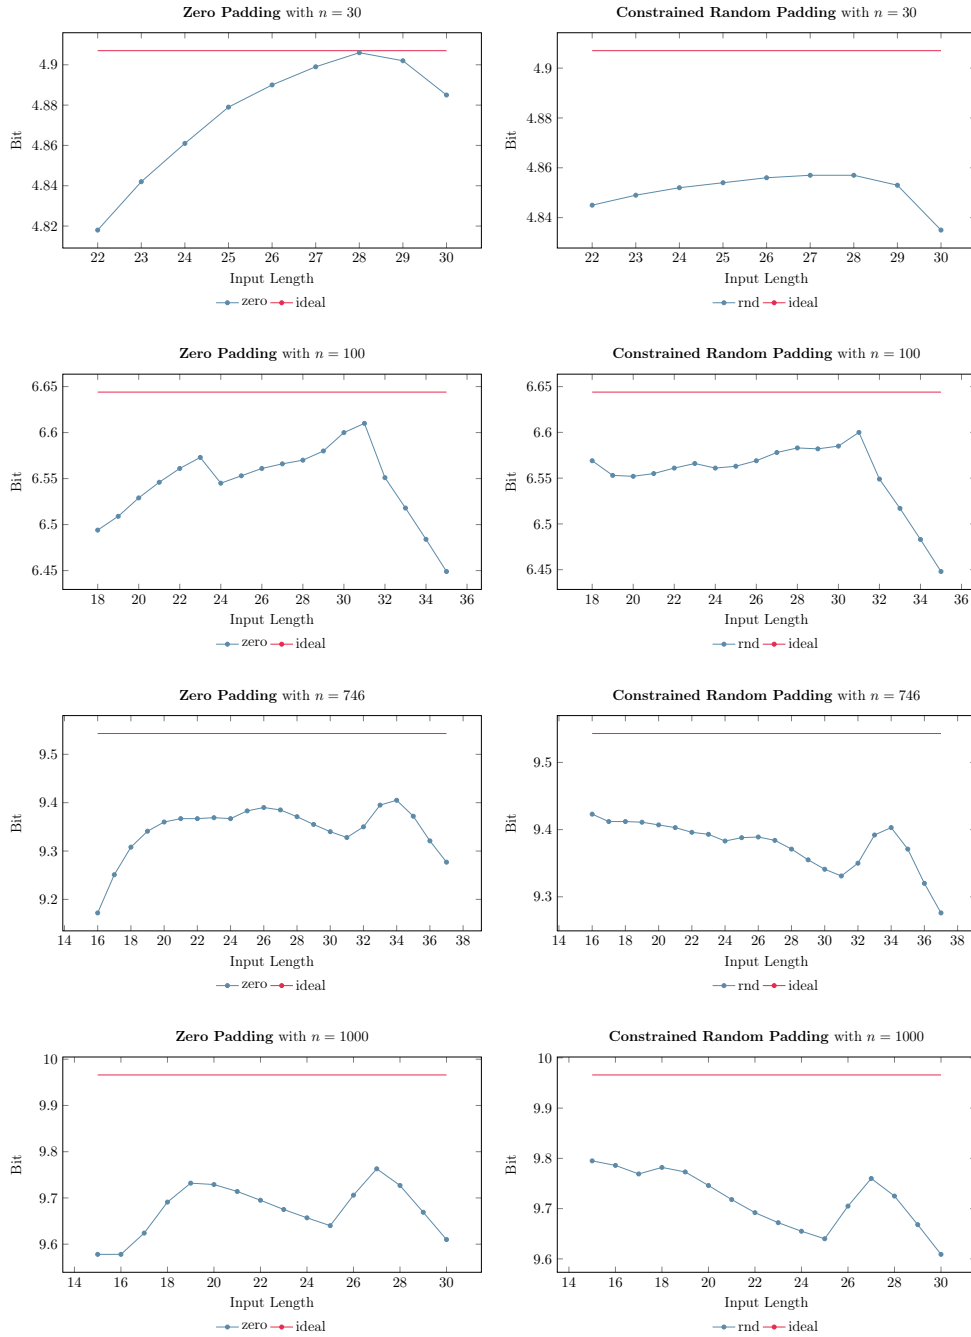 Zero Padding with n = 30
4.9
4.88
4.86
4.84
4.82
Bit
22 23 24 25 26 27 28 29 30
Input Length
zero ideal
Constrained Random Padding with n = 30
4.9
4.88
4.86
4.84
Bit
22 23 24 25 26 27 28 29 30
Input Length
rnd ideal
Zero Padding with n = 100
6.65
6.6
6.55
6.5
6.45
Bit
18 20 22 24 26 28 30 32 34 36
Input Length
zero ideal
Constrained Random Padding with n = 100
6.65
6.6
6.55
6.5
6.45
Bit
18 20 22 24 26 28 30 32 34 36
Input Length
rnd ideal
Zero Padding with n = 746
9.5
9.4
9.3
9.2
Bit
14 16 18 20 22 24 26 28 30 32 34 36 38
Input Length
zero ideal
Constrained Random Padding with n = 746
9.5
9.4
9.3
Bit
14 16 18 20 22 24 26 28 30 32 34 36 38
Input Length
rnd ideal
Zero Padding with n = 1000
10
9.9
9.8
9.7
9.6
Bit
14 16 18 20 22 24 26 28 30
Input Length
zero ideal
Constrained Random Padding with n = 1000
10
9.9
9.8
9.7
9.6
Bit
14 16 18 20 22 24 26 28 30
Input Length
rnd ideal